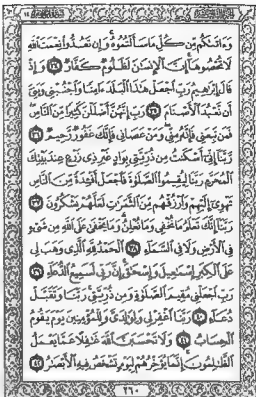 وَءَاتَىٰكُم مِّن كُلِّ مَا سَأَلْتُمُوهُ وَإِن تَعُدُّوا۟ نِعْمَتَ ٱللَّهِ
لَا تُحْصُوهَآ إِنَّ ٱلْإِنسَٰنَ لَظَلُومٌ كَفَّارٌ ٣٤ وَإِذْ
قَالَ إِبْرَٰهِيمُ رَبِّ ٱجْعَلْ هَٰذَا ٱلْبَلَدَ ءَامِنًا وَٱجْنُبْنِى وَبَنِىَّ
أَن نَّعْبُدَ ٱلْأَصْنَامَ ٣٥ رَبِّ إِنَّهُنَّ أَضْلَلْنَ كَثِيرًا مِّنَ ٱلنَّاسِ
فَمَن تَبِعَنِى فَإِنَّهُۥ مِنِّى وَمَنْ عَصَانِى فَإِنَّكَ غَفُورٌ رَّحِيمٌ ٣٦
رَّبَّنَآ إِنِّىٓ أَسْكَنتُ مِن ذُرِّيَّتِى بِوَادٍ غَيْرِ ذِى زَرْعٍ عِندَ بَيْتِكَ
ٱلْمُحَرَّمِ رَبَّنَا لِيُقِيمُوا۟ ٱلصَّلَوٰةَ فَٱجْعَلْ أَفْـِٔدَةً مِّنَ ٱلنَّاسِ
تَهْوِىٓ إِلَيْهِمْ وَٱرْزُقْهُم مِّنَ ٱلثَّمَرَٰتِ لَعَلَّهُمْ يَشْكُرُونَ ٣٧
رَبَّنَآ إِنَّكَ تَعْلَمُ مَا نُخْفِى وَمَا نُعْلِنُ وَمَا يَخْفَىٰ عَلَى ٱللَّهِ مِن شَىْءٍ
فِى ٱلْأَرْضِ وَلَا فِى ٱلسَّمَآءِ ٣٨ ٱلْحَمْدُ لِلَّهِ ٱلَّذِى وَهَبَ لِى
عَلَى ٱلْكِبَرِ إِسْمَٰعِيلَ وَإِسْحَٰقَ إِنَّ رَبِّى لَسَمِيعُ ٱلدُّعَآءِ ٣٩
رَبِّ ٱجْعَلْنِى مُقِيمَ ٱلصَّلَوٰةِ وَمِن ذُرِّيَّتِى رَبَّنَا وَتَقَبَّلْ
دُعَآءِ ٤٠ رَبَّنَا ٱغْفِرْ لِى وَلِوَٰلِدَىَّ وَلِلْمُؤْمِنِينَ يَوْمَ يَقُومُ
ٱلْحِسَابُ ٤١ وَلَا تَحْسَبَنَّ ٱللَّهَ غَٰفِلًا عَمَّا يَعْمَلُ
ٱلظَّٰلِمُونَ إِنَّمَا يُؤَخِّرُهُمْ لِيَوْمٍ تَشْخَصُ فِيهِ ٱلْأَبْصَٰرُ ٤٢
٢٦٠